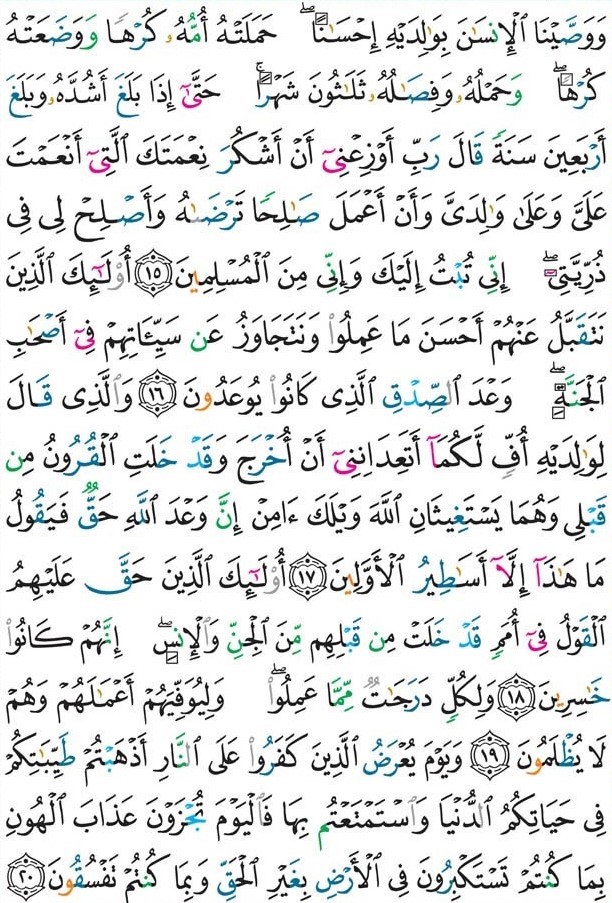 وَوَصَّيْنَا ٱلْإِنسَـٰنَ بِوَٰلِدَيْهِ إِحْسَـٰنًا ۖ حَمَلَتْهُ أُمُّهُۥ كُرْهًا وَوَضَعَتْهُ
كُرْهًا ۖ وَحَمْلُهُۥ وَفِصَـٰلُهُۥ ثَلَـٰثُونَ شَهْرًا ۚ حَتَّىٰٓ إِذَا بَلَغَ أَشُدَّهُۥ وَبَلَغَ
أَرْبَعِينَ سَنَةً قَالَ رَبِّ أَوْزِعْنِىٓ أَنْ أَشْكُرَ نِعْمَتَكَ ٱلَّتِىٓ أَنْعَمْتَ
عَلَىَّ وَعَلَىٰ وَٰلِدَىَّ وَأَنْ أَعْمَلَ صَـٰلِحًا تَرْضَىٰهُ وَأَصْلِحْ لِى فِى
ذُرِّيَّتِىٓ ۖ إِنِّى تُبْتُ إِلَيْكَ وَإِنِّى مِنَ ٱلْمُسْلِمِينَ ١٥ أُو۟لَـٰٓئِكَ ٱلَّذِينَ
نَتَقَبَّلُ عَنْهُمْ أَحْسَنَ مَا عَمِلُوا۟ وَنَتَجَاوَزُ عَن سَيِّـَٔاتِهِمْ فِىٓ أَصْحَـٰبِ
ٱلْجَنَّةِ ۖ وَعْدَ ٱلصِّدْقِ ٱلَّذِى كَانُوا۟ يُوعَدُونَ ١٦ وَٱلَّذِى قَالَ
لِوَٰلِدَيْهِ أُفٍّ لَّكُمَآ أَتَعِدَانِنِىٓ أَنْ أُخْرَجَ وَقَدْ خَلَتِ ٱلْقُرُونُ مِن
قَبْلِى وَهُمَا يَسْتَغِيثَانِ ٱللَّهَ وَيْلَكَ ءَامِنْ إِنَّ وَعْدَ ٱللَّهِ حَقٌّ فَيَقُولُ
مَا هَـٰذَآ إِلَّآ أَسَـٰطِيرُ ٱلْأَوَّلِينَ ١٧ أُو۟لَـٰٓئِكَ ٱلَّذِينَ حَقَّ عَلَيْهِمُ
ٱلْقَوْلُ فِىٓ أُمَمٍ قَدْ خَلَتْ مِن قَبْلِهِم مِّنَ ٱلْجِنِّ وَٱلْإِنسِ ۖ إِنَّهُمْ كَانُوا۟
خَـٰسِرِينَ ١٨ وَلِكُلٍّ دَرَجَـٰتٌ مِّمَّا عَمِلُوا۟ ۖ وَلِيُوَفِّيَهُمْ أَعْمَـٰلَهُمْ وَهُمْ
لَا يُظْلَمُونَ ١٩ وَيَوْمَ يُعْرَضُ ٱلَّذِينَ كَفَرُوا۟ عَلَى ٱلنَّارِ أَذْهَبْتُمْ طَيِّبَـٰتِكُمْ
فِى حَيَاتِكُمُ ٱلدُّنْيَا وَٱسْتَمْتَعْتُم بِهَا فَٱلْيَوْمَ تُجْزَوْنَ عَذَابَ ٱلْهُونِ
بِمَا كُنتُمْ تَسْتَكْبِرُونَ فِى ٱلْأَرْضِ بِغَيْرِ ٱلْحَقِّ وَبِمَا كُنتُمْ تَفْسُقُونَ ٢٠